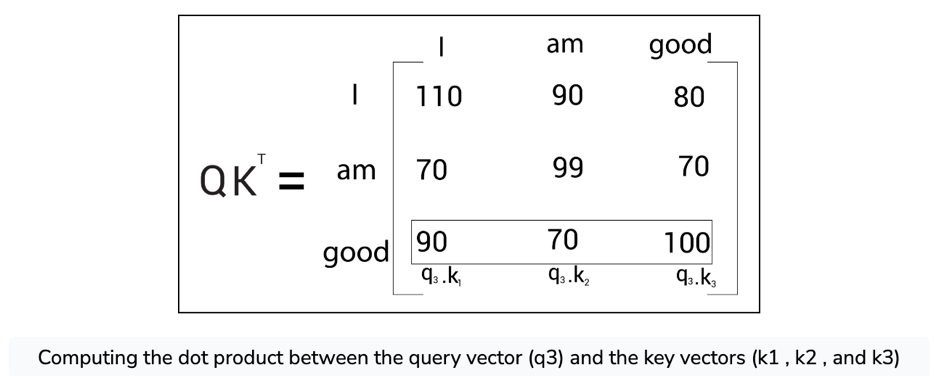 I am good
I 110 90 80
QKᵀ = am 70 99 70
good 90 70 100
q₃.k₁ q₃.k₂ q₃.k₃
Computing the dot product between the query vector (q3) and the key vectors (k1 , k2 , and k3)